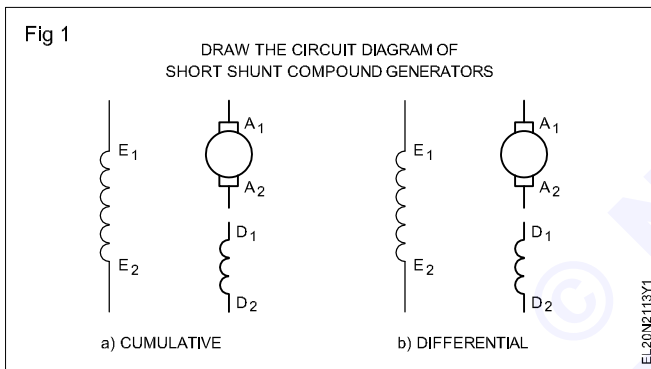 Fig 1
DRAW THE CIRCUIT DIAGRAM OF
SHORT SHUNT COMPOUND GENERATORS
E1
E2
A1
A2
D1
D2
a) CUMULATIVE
E1
E2
A1
A2
D1
D2
b) DIFFERENTIAL
EL20N2113Y1
©